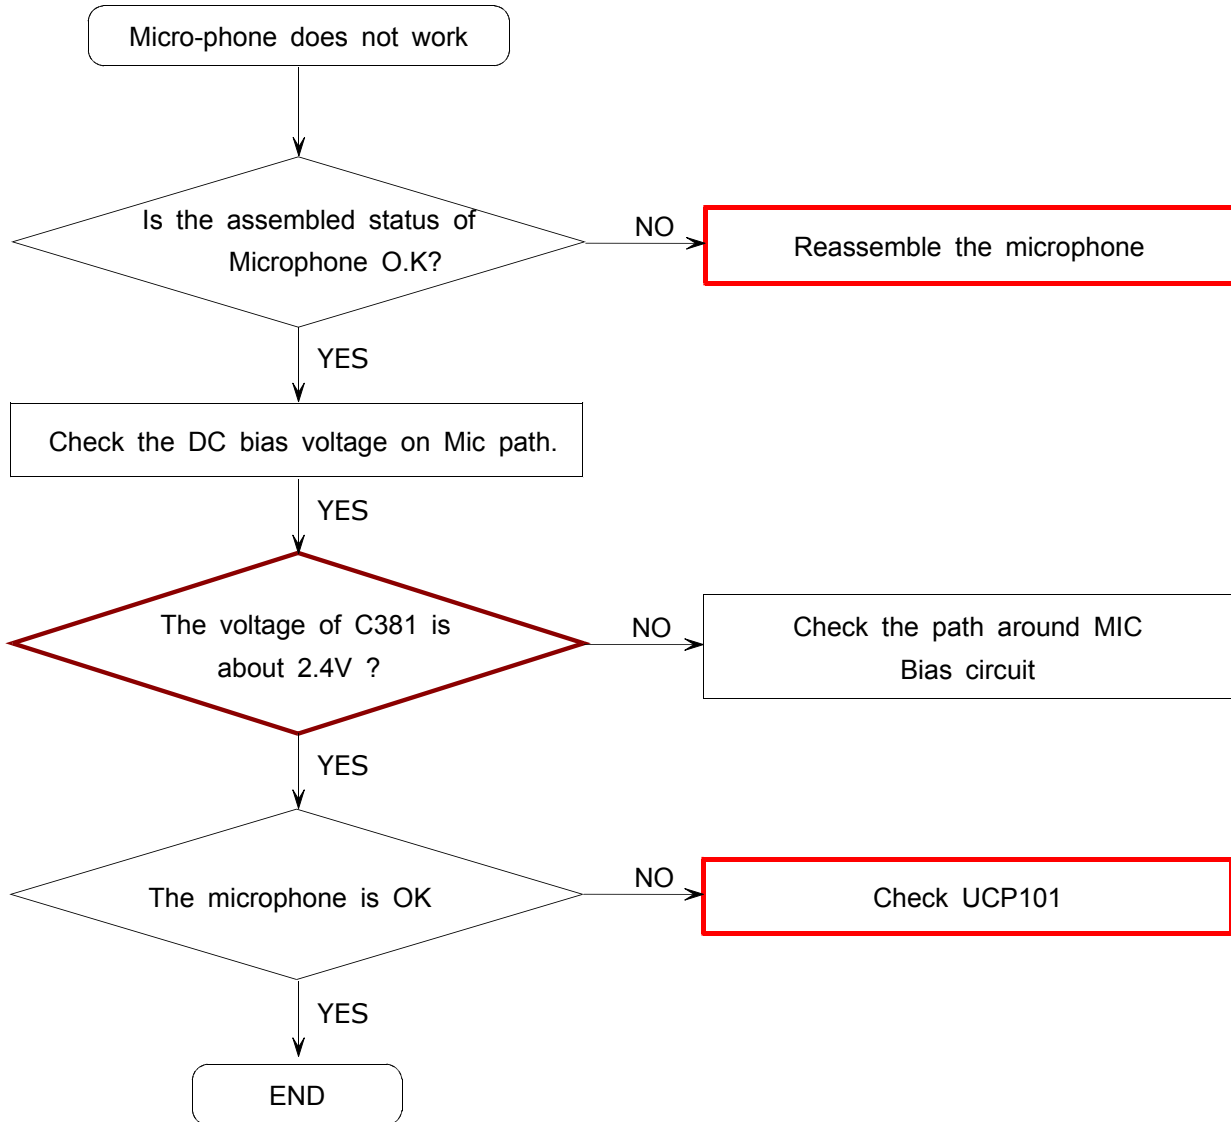 Micro-phone does not work
Is the assembled status of
Microphone O.K?
NO
Reassemble the microphone
YES
Check the DC bias voltage on Mic path.
YES
The voltage of C381 is
about 2.4V ?
NO
Check the path around MIC
Bias circuit
YES
The microphone is OK
NO
Check UCP101
YES
END